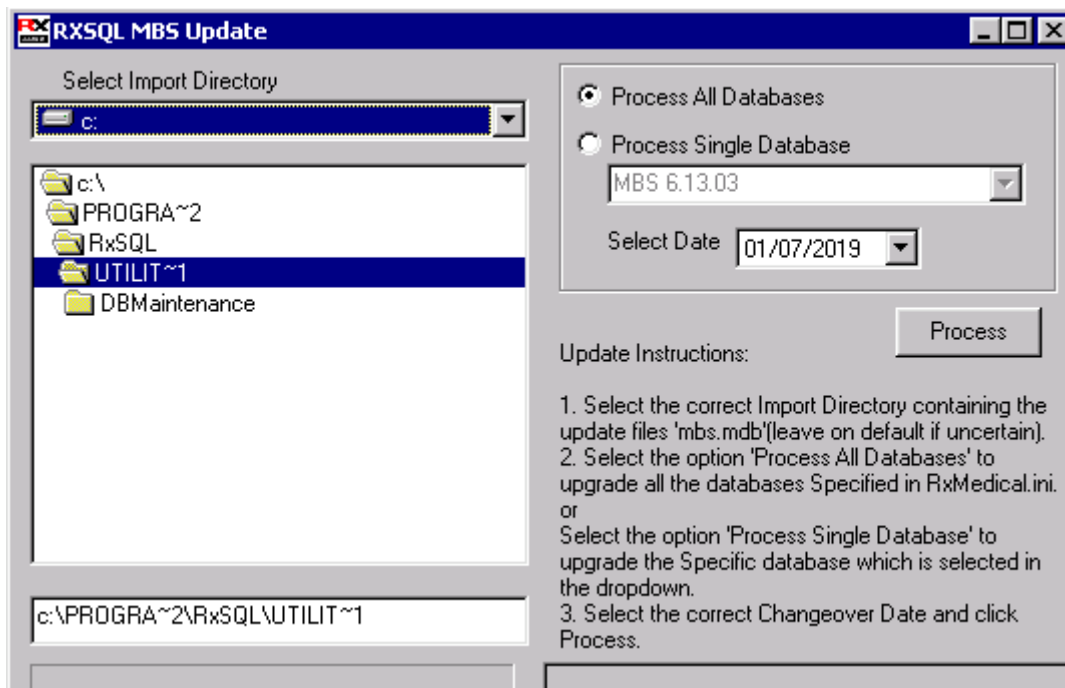 RX RXSQL MBS Update
Select Import Directory
c:
c:\
PROGRA~2
RxSQL
UTILIT~1
DBMaintenance
c:\PROGRA~2\RxSQL\UTILIT~1
Process All Databases
Process Single Database
MBS 6.13.03
Select Date 01/07/2019
Process
Update Instructions:
1. Select the correct Import Directory containing the
update files 'mbs.mdb'(leave on default if uncertain).
2. Select the option 'Process All Databases' to
upgrade all the databases Specified in RxMedical.ini.
or
Select the option 'Process Single Database' to
upgrade the Specific database which is selected in
the dropdown.
3. Select the correct Changeover Date and click
Process.